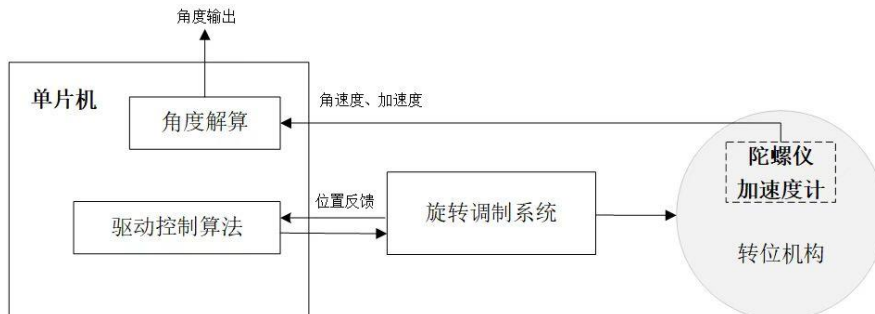 角度输出
单片机
角速度、加速度
角度解算
陀螺仪
加速度计
位置反馈
旋转调制系统
驱动控制算法
转位机构